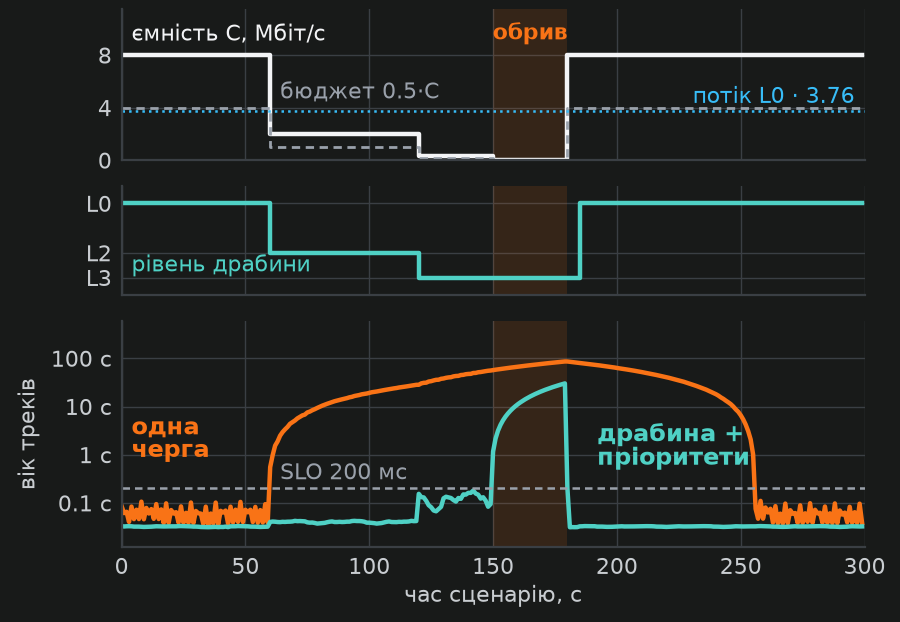 ємність C, Мбіт/с
обрив
8
бюджет 0.5·C
потік L0 · 3.76
4
0
L0
L2
рівень драбини
L3
100 с
10 с
одна
черга
драбина +
пріоритети
1 с
SLO 200 мс
0.1 с
вік треків
0 50 100 150 200 250 300
час сценарію, с